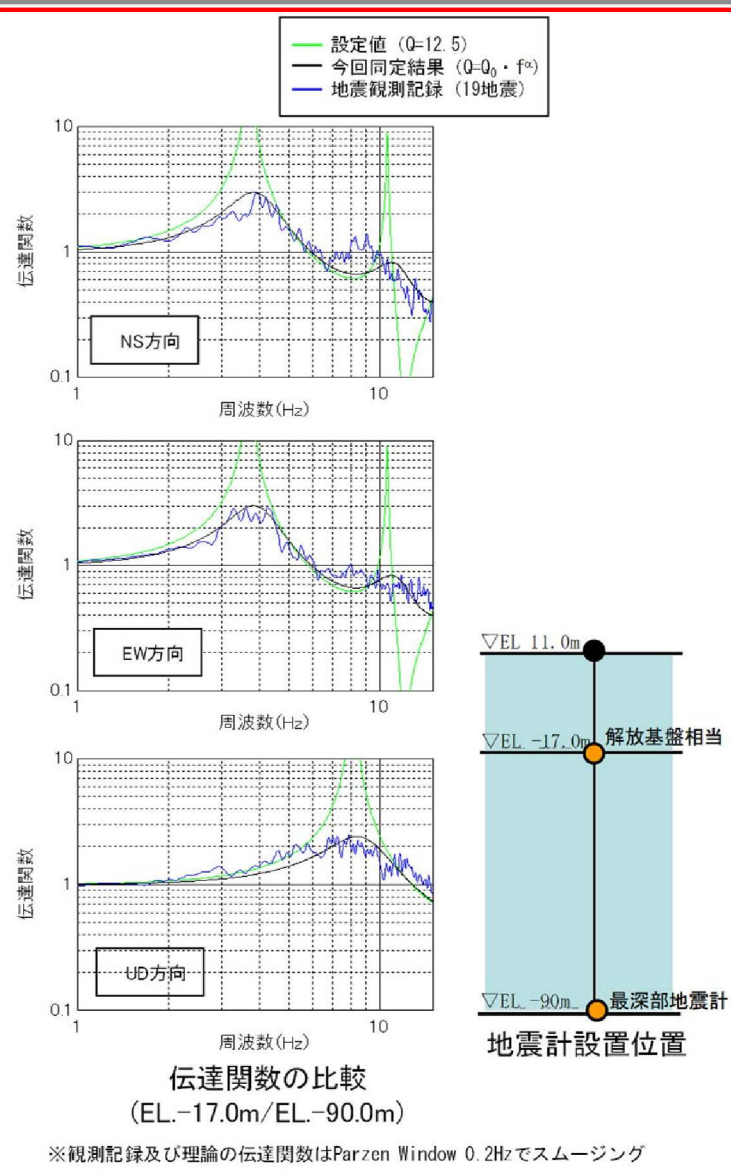 設定値（Q=12.5）
今回同定結果（Q=Q₀・f^α）
地震観測記録（19地震）
10
伝達関数
1
NS方向
0.1
1
10
周波数(Hz)
10
伝達関数
1
EW方向
0.1
1
10
周波数(Hz)
10
伝達関数
1
UD方向
0.1
1
10
周波数(Hz)
▽EL 11.0m
▽EL -17.0m
解放基盤相当
▽EL -90m
最深部地震計
地震計設置位置
伝達関数の比較
（EL.-17.0m/EL.-90.0m）
※観測記録及び理論の伝達関数はParzen Window 0.2Hzでスムージング